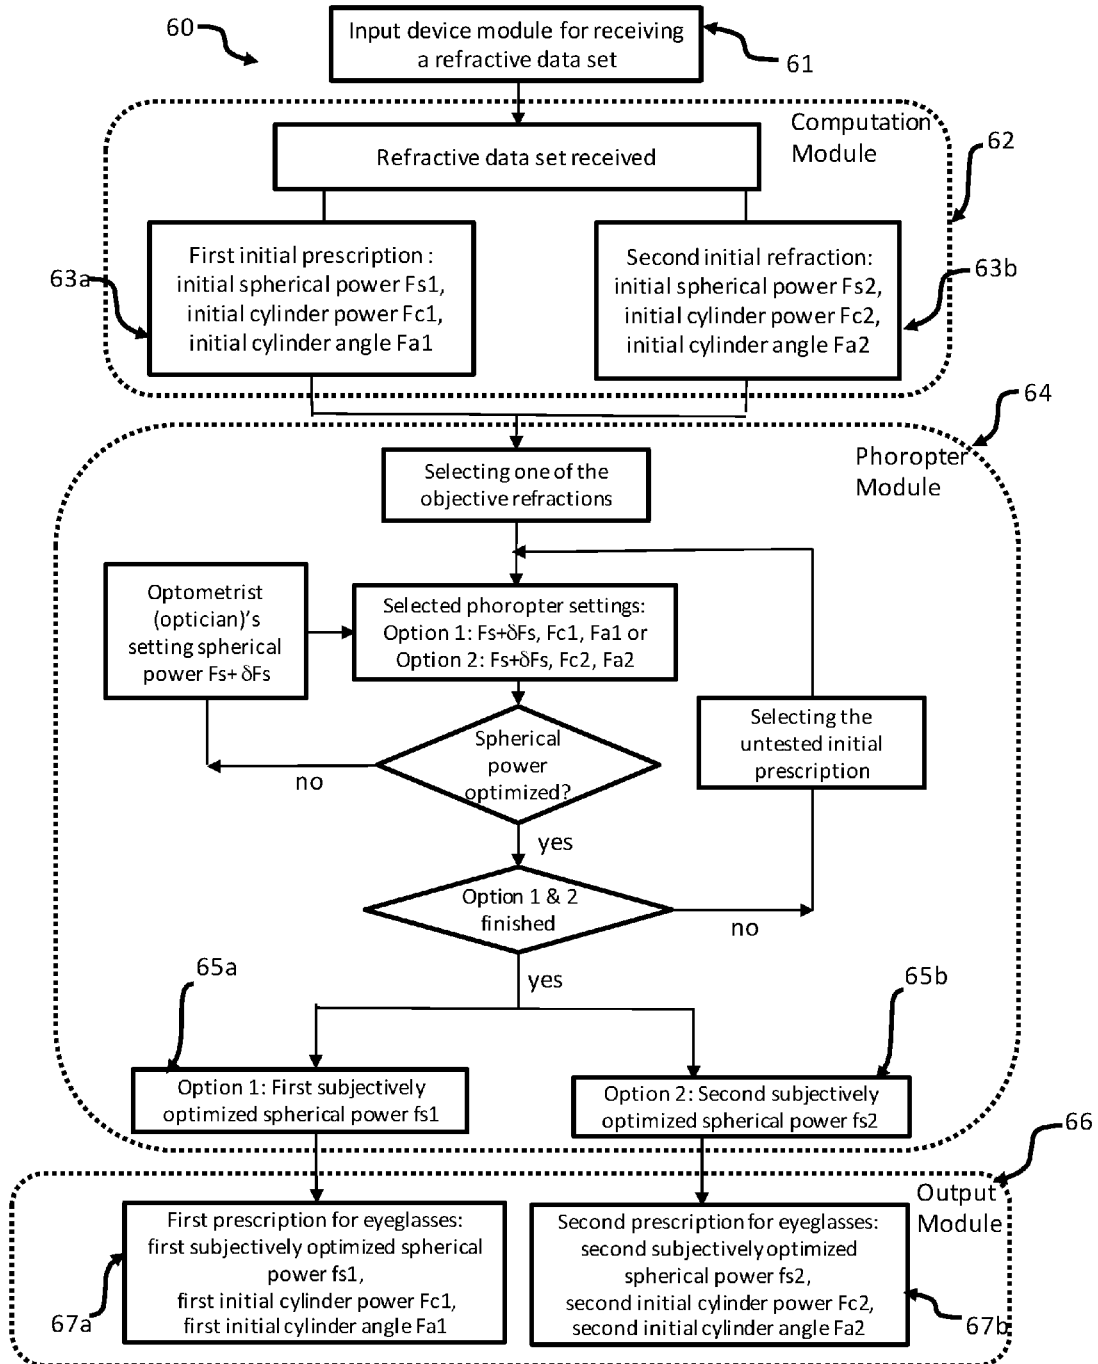 60
Input device module for receiving
a refractive data set
61
Computation
Module
62
Refractive data set received
63a
First initial prescription :
initial spherical power Fs1,
initial cylinder power Fc1,
initial cylinder angle Fa1
Second initial refraction:
initial spherical power Fs2,
initial cylinder power Fc2,
initial cylinder angle Fa2
63b
64
Phoropter
Module
Selecting one of the
objective refractions
Optometrist
(optician)'s
setting spherical
power Fs+ δFs
Selected phoropter settings:
Option 1: Fs+δFs, Fc1, Fa1 or
Option 2: Fs+δFs, Fc2, Fa2
Selecting the
untested initial
prescription
Spherical
power
optimized?
no
yes
Option 1 & 2
finished
no
yes
65a
65b
Option 1: First subjectively
optimized spherical power fs1
Option 2: Second subjectively
optimized spherical power fs2
66
Output
Module
First prescription for eyeglasses:
first subjectively optimized spherical
power fs1,
first initial cylinder power Fc1,
first initial cylinder angle Fa1
67a
Second prescription for eyeglasses:
second subjectively optimized
spherical power fs2,
second initial cylinder power Fc2,
second initial cylinder angle Fa2
67b